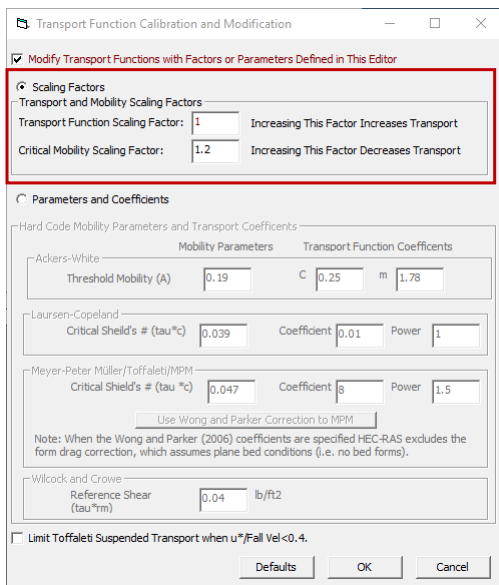 Transport Function Calibration and Modification
Modify Transport Functions with Factors or Parameters Defined in This Editor
Scaling Factors
Transport and Mobility Scaling Factors
Transport Function Scaling Factor: 1 Increasing This Factor Increases Transport
Critical Mobility Scaling Factor: 1.2 Increasing This Factor Decreases Transport
Parameters and Coefficients
Hard Code Mobility Parameters and Transport Coefficents
Mobility Parameters Transport Function Coefficents
Ackers-White
Threshold Mobility (A) 0.19 C 0.25 m 1.78
Laursen-Copeland
Critical Sheild's # (tau*c) 0.039 Coefficient 0.01 Power 1
Meyer-Peter Müller/Toffaleti/MPM
Critical Shield's # (tau *c) 0.047 Coefficient 8 Power 1.5
Use Wong and Parker Correction to MPM
Note: When the Wong and Parker (2006) coefficients are specified HEC-RAS excludes the
form drag correction, which assumes plane bed conditions (i.e. no bed forms).
Wilcock and Crowe
Reference Shear
(tau*rm) 0.04 lb/ft2
Limit Toffaleti Suspended Transport when u*/Fall Vel<0.4.
Defaults OK Cancel